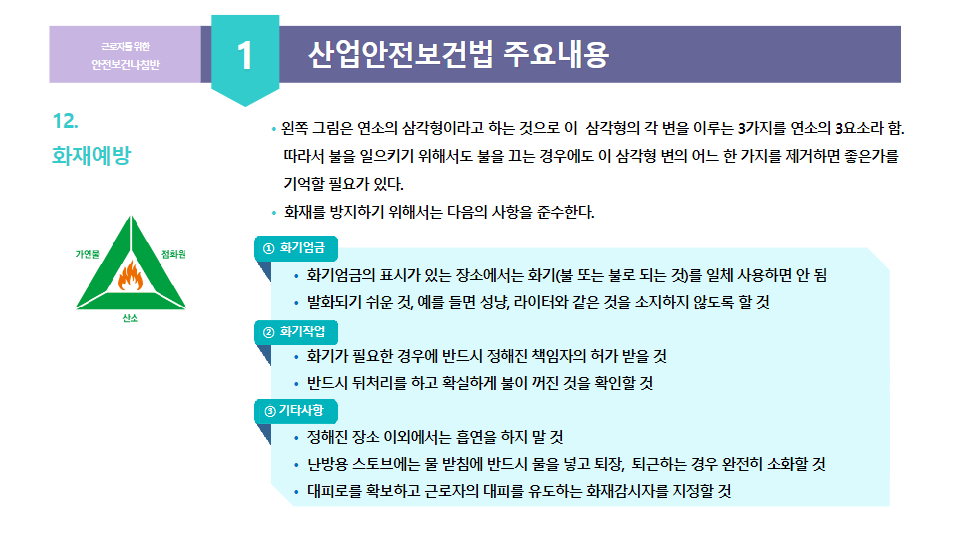 근로자를 위한
안전보건나침반
1
산업안전보건법 주요내용
12.
화재예방
• 왼쪽 그림은 연소의 삼각형이라고 하는 것으로 이 삼각형의 각 변을 이루는 3가지를 연소의 3요소라 함.
따라서 불을 일으키기 위해서도 불을 끄는 경우에도 이 삼각형 변의 어느 한 가지를 제거하면 좋은가를
기억할 필요가 있다.
• 화재를 방지하기 위해서는 다음의 사항을 준수한다.
가연물
점화원
산소
① 화기엄금
• 화기엄금의 표시가 있는 장소에서는 화기(불 또는 불로 되는 것)를 일체 사용하면 안 됨
• 발화되기 쉬운 것, 예를 들면 성냥, 라이터와 같은 것을 소지하지 않도록 할 것
② 화기작업
• 화기가 필요한 경우에 반드시 정해진 책임자의 허가 받을 것
• 반드시 뒤처리를 하고 확실하게 불이 꺼진 것을 확인할 것
③ 기타사항
• 정해진 장소 이외에서는 흡연을 하지 말 것
• 난방용 스토브에는 물 받침에 반드시 물을 넣고 퇴장, 퇴근하는 경우 완전히 소화할 것
• 대피로를 확보하고 근로자의 대피를 유도하는 화재감시자를 지정할 것